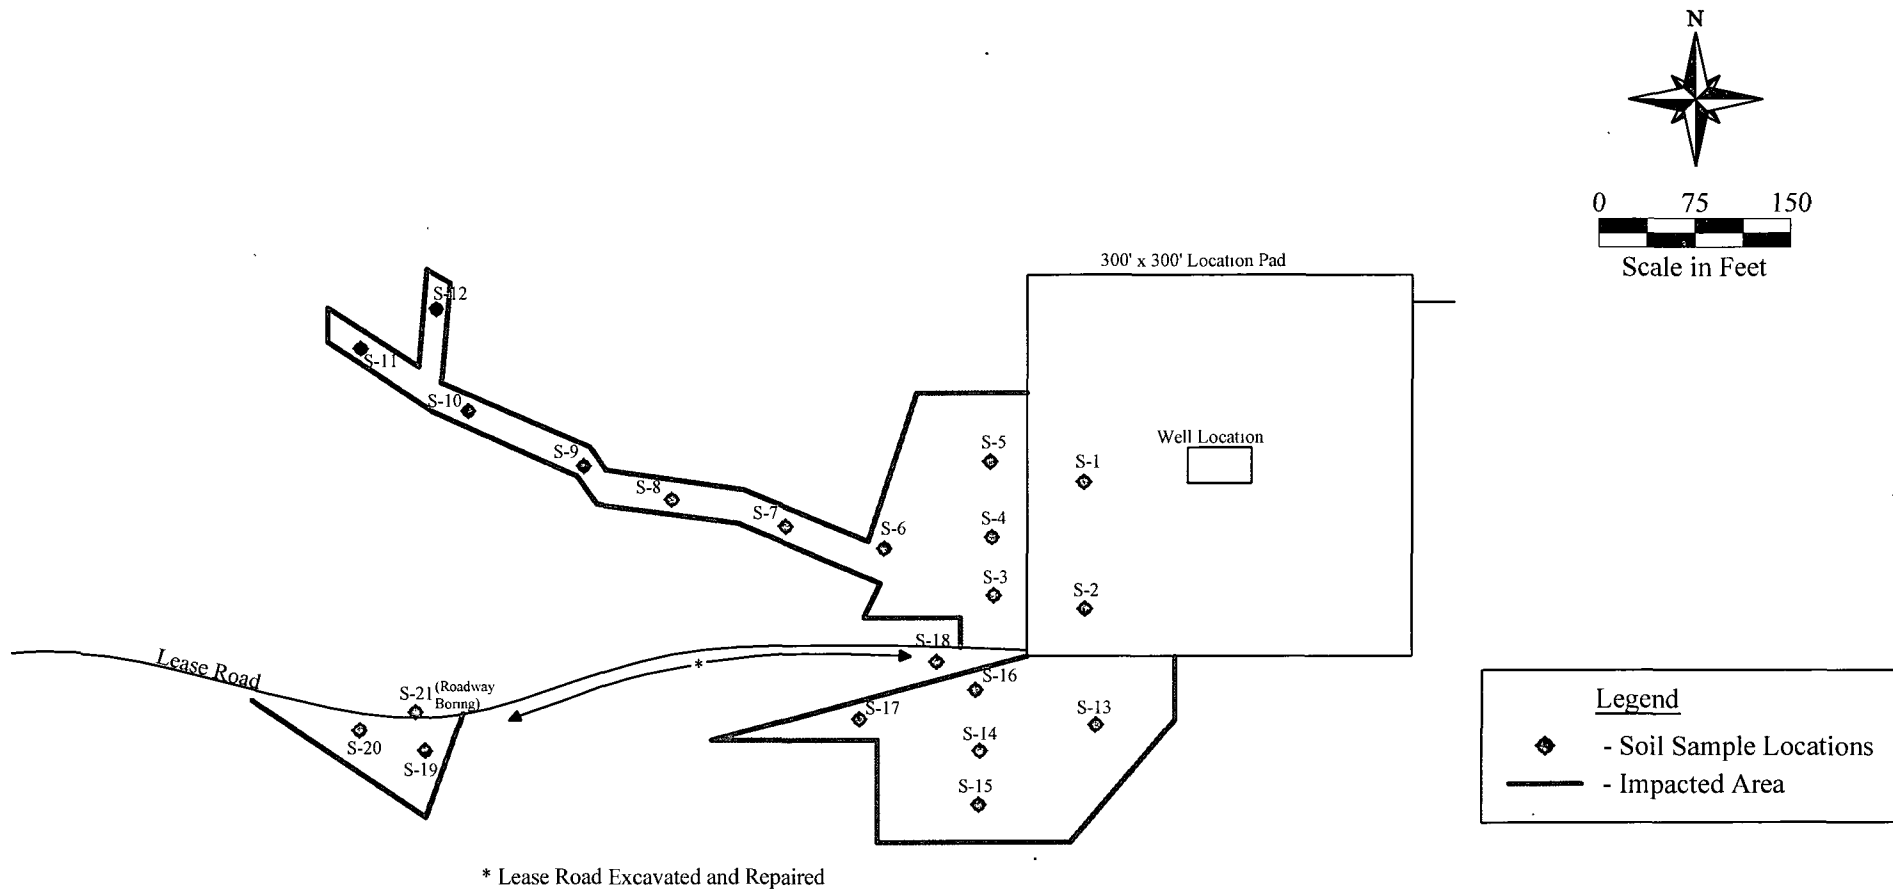 N
0 75 150
Scale in Feet
300' x 300' Location Pad
S-12
S-11
S-10
S-9
S-8
S-7
S-6
S-5
S-4
S-3
S-1
S-2
Well Location
Lease Road
S-21 (Roadway
Boring)
*
S-18
S-16
S-17
S-13
S-14
S-15
S-20
S-19
Legend
- Soil Sample Locations
- Impacted Area
* Lease Road Excavated and Repaired